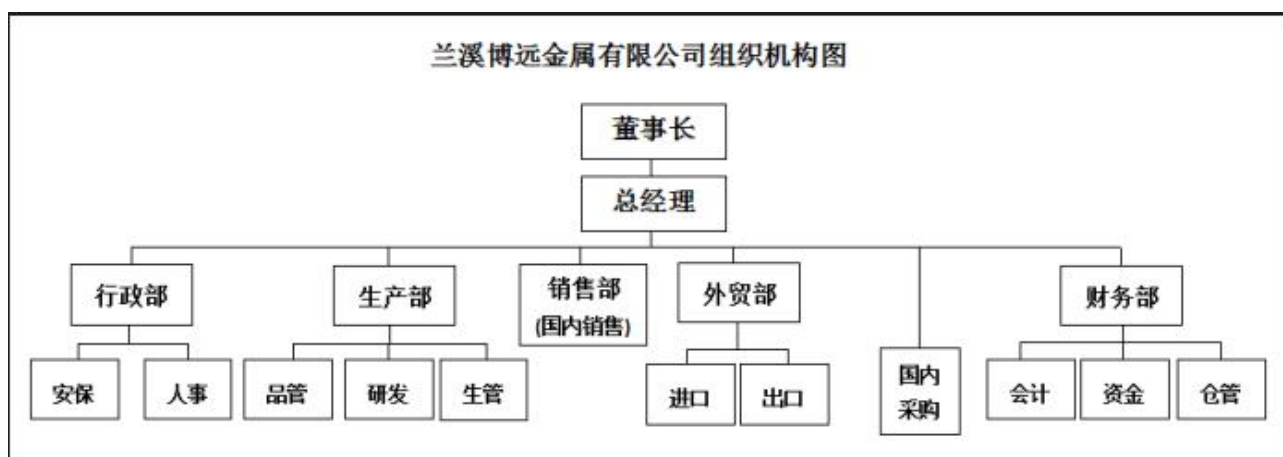 兰溪博远金属有限公司组织机构图
董事长
总经理
行政部
生产部
销售部
(国内销售)
外贸部
财务部
安保
人事
品管
研发
生管
进口
出口
国内
采购
会计
资金
仓管